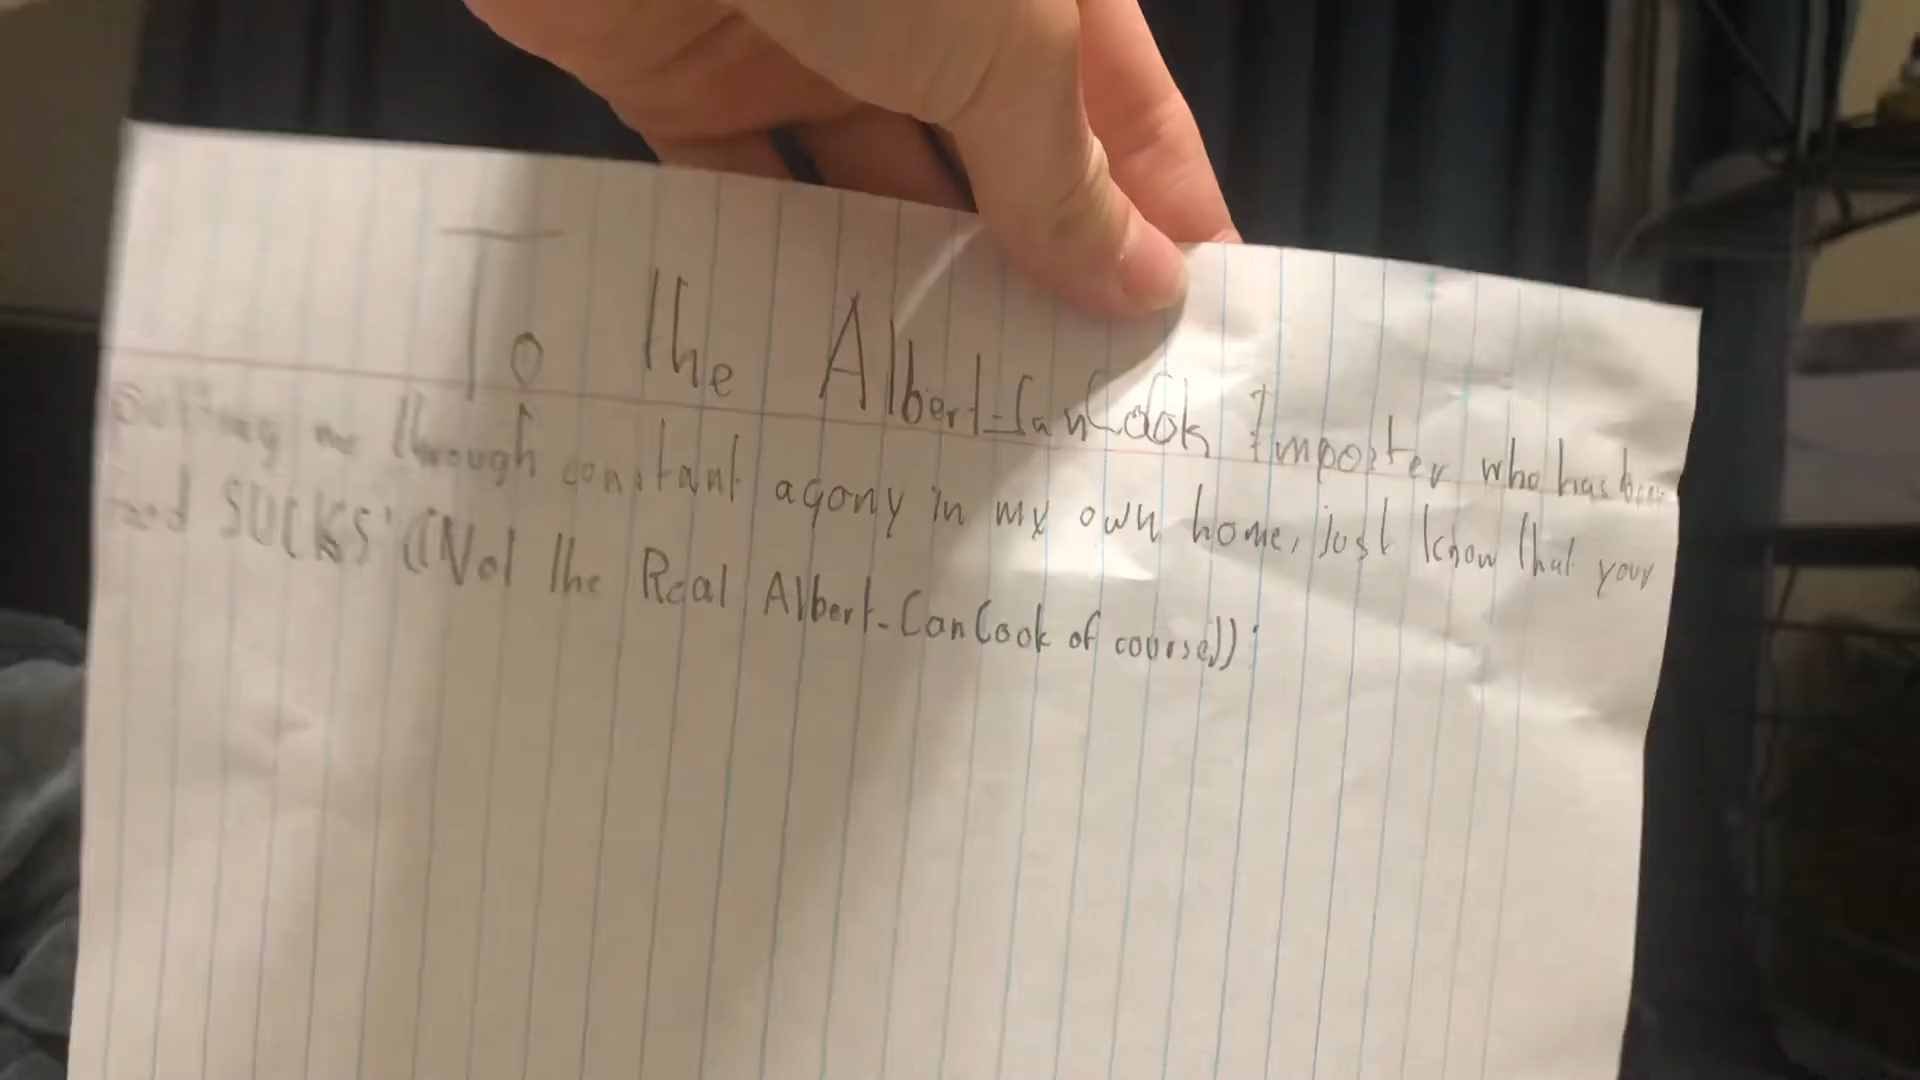 To the Albert-CanCook Imposter who has been
putting me through constant agony in my own home, just know that your
food SUCKS! ((Not the Real Albert-CanCook of course)).